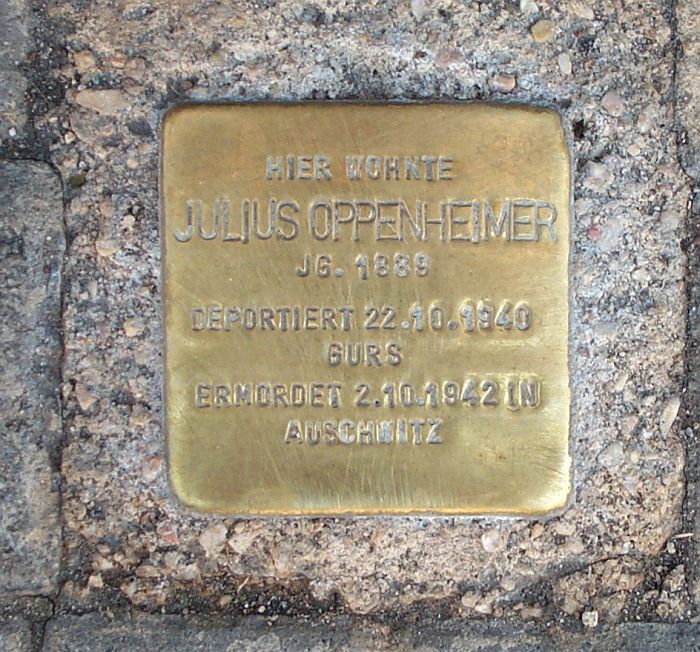 HIER WOHNTE
JULIUS OPPENHEIMER
JG. 1889
DEPORTIERT 22.10.1940
GURS
ERMORDET 2.10.1942 IN
AUSCHWITZ